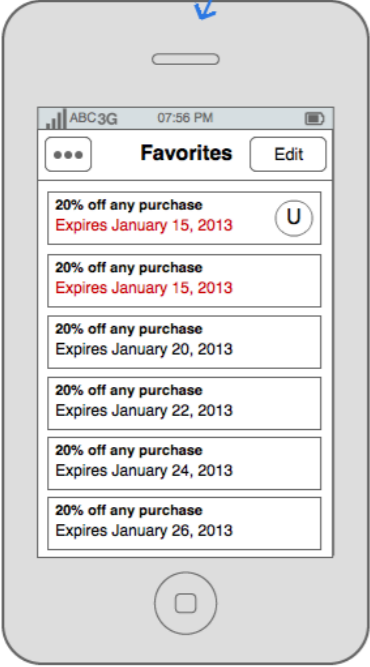 ABC 3G 07:56 PM
Favorites Edit
20% off any purchase
Expires January 15, 2013
U
20% off any purchase
Expires January 15, 2013
20% off any purchase
Expires January 20, 2013
20% off any purchase
Expires January 22, 2013
20% off any purchase
Expires January 24, 2013
20% off any purchase
Expires January 26, 2013